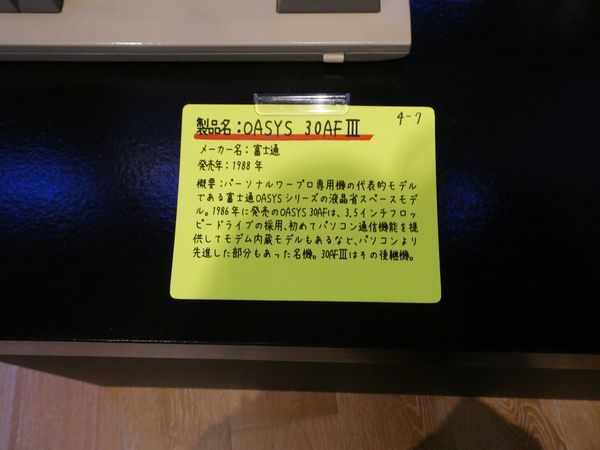 4-7
製品名:OASYS 30AFⅢ
メーカー名:富士通
発売年:1988年
概要:パーソナルワープロ専用機の代表的モデル
である富士通OASYSシリーズの液晶省スペースモデ
ル。1986年に発売のOASYS 30AFは、3.5インチフロッ
ピードライブの採用、初めてパソコン通信機能を提
供してモデム内蔵モデルもあるなど、パソコンより
先進した部分もあった名機。30AFⅢはその後継機。